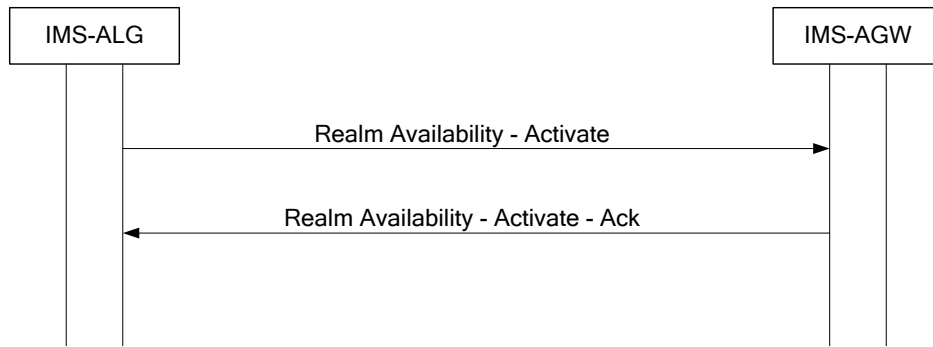 IMS-ALG
IMS-AGW
Realm Availability - Activate
Realm Availability - Activate - Ack